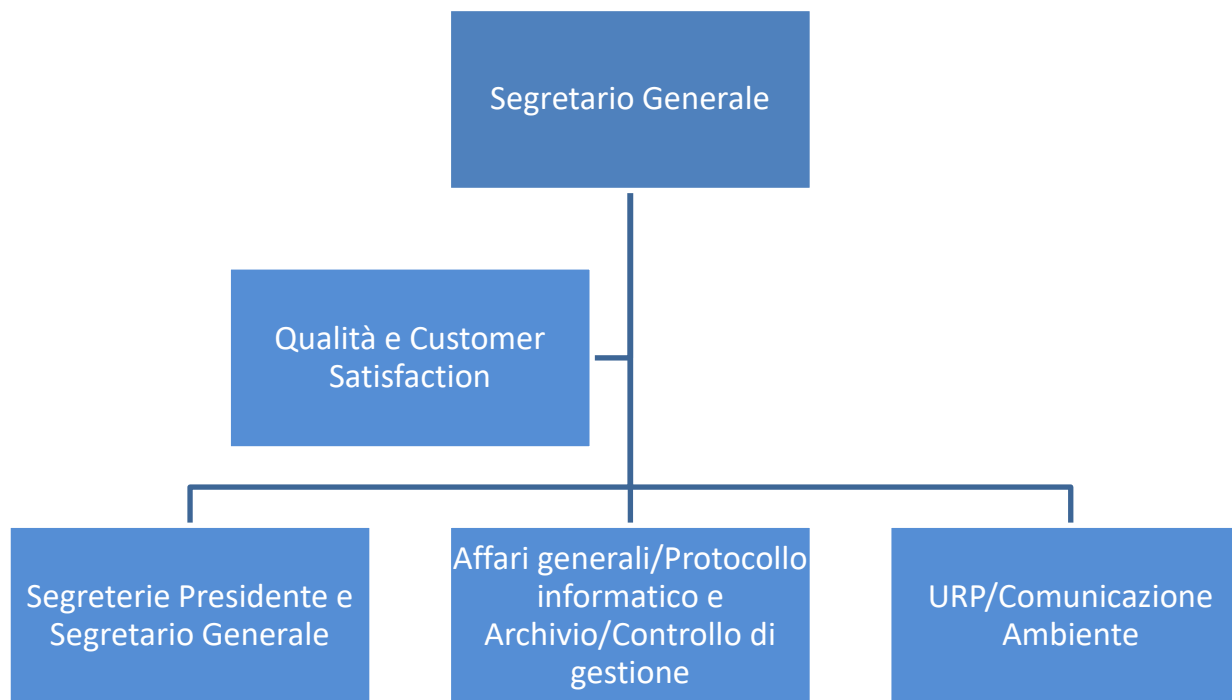 Segretario Generale
Qualità e Customer
Satisfaction
Segreterie Presidente e
Segretario Generale
Affari generali/Protocollo
informatico e
Archivio/Controllo di
gestione
URP/Comunicazione
Ambiente